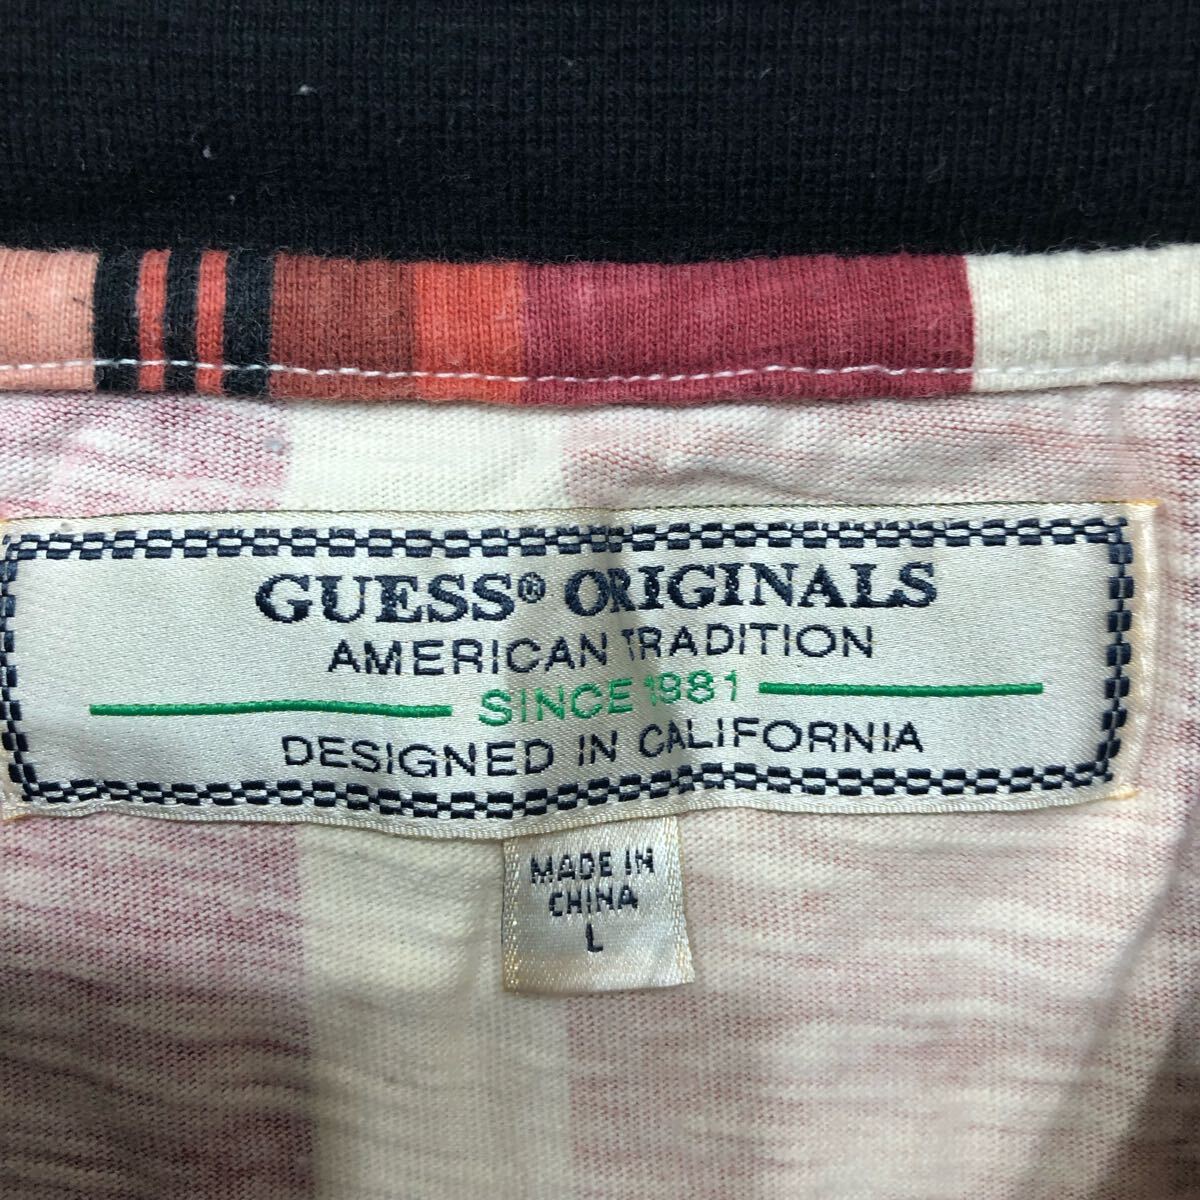 GUESS® ORIGINALS
AMERICAN TRADITION
SINCE 1981
DESIGNED IN CALIFORNIA
MADE IN
CHINA
L